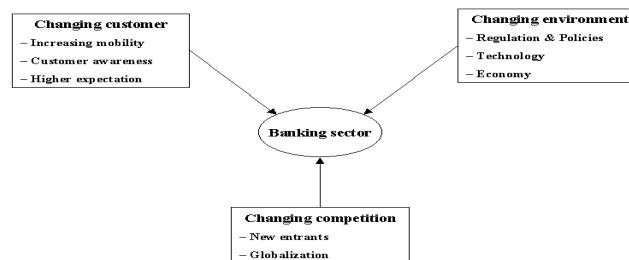 Changing customer
– Increasing mobility
– Customer awareness
– Higher expectation
Changing environment
– Regulation & Policies
– Technology
– Economy
Banking sector
Changing competition
– New entrants
– Globalization